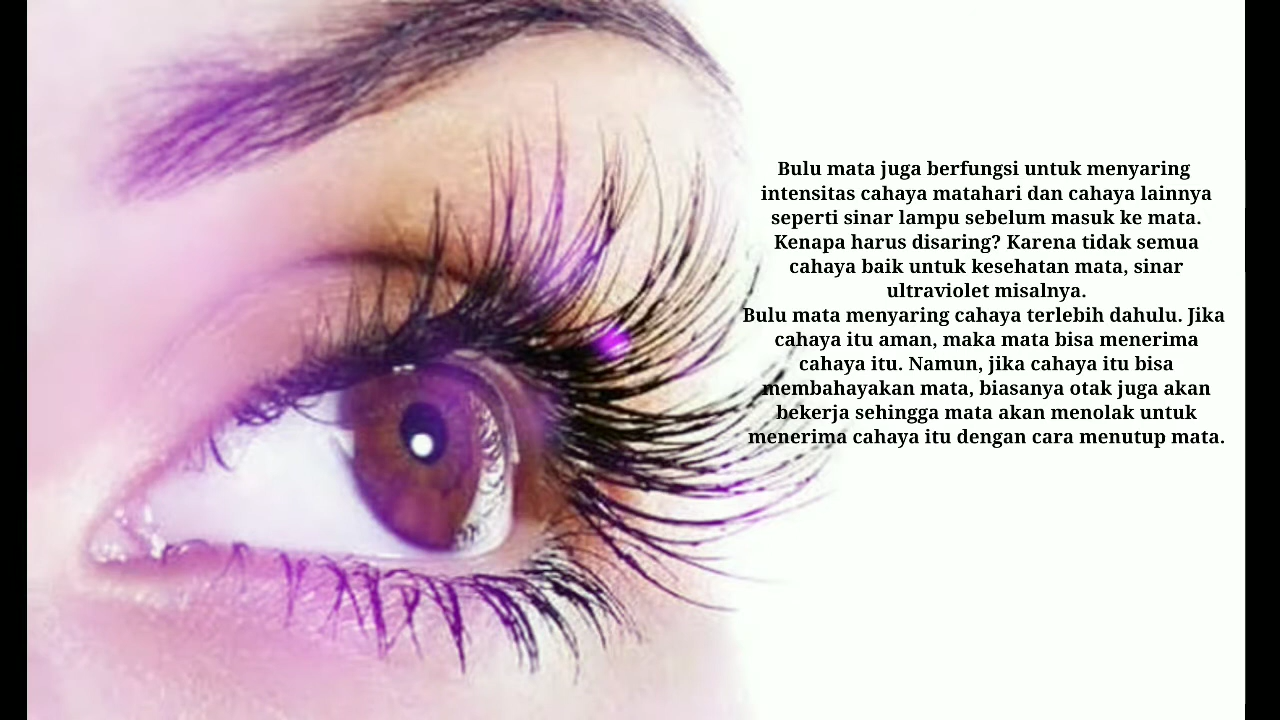 Bulu mata juga berfungsi untuk menyaring
intensitas cahaya matahari dan cahaya lainnya
seperti sinar lampu sebelum masuk ke mata.
Kenapa harus disaring? Karena tidak semua
cahaya baik untuk kesehatan mata, sinar
ultraviolet misalnya.
Bulu mata menyaring cahaya terlebih dahulu. Jika
cahaya itu aman, maka mata bisa menerima
cahaya itu. Namun, jika cahaya itu bisa
membahayakan mata, biasanya otak juga akan
bekerja sehingga mata akan menolak untuk
menerima cahaya itu dengan cara menutup mata.